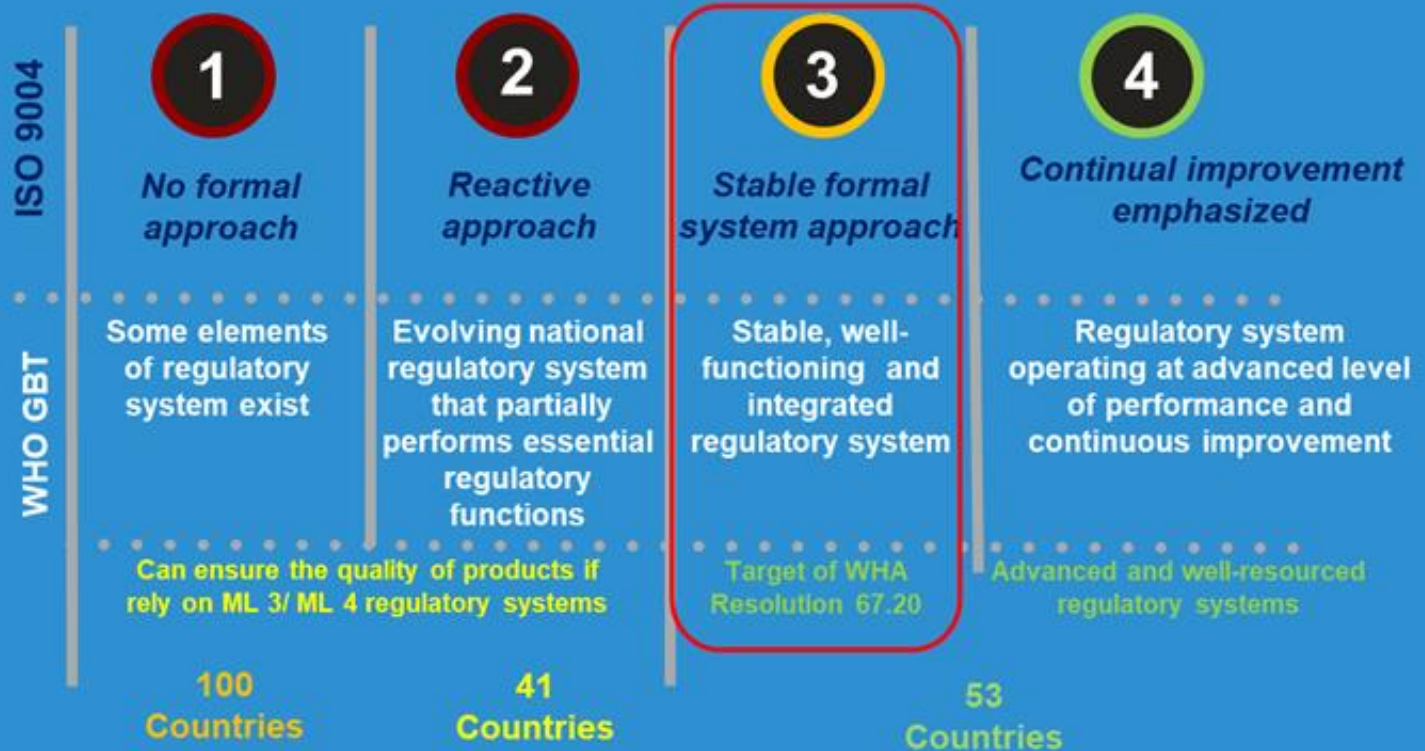 ISO 9004
1
No formal
approach
2
Reactive
approach
3
Stable formal
system approach
4
Continual improvement
emphasized
WHO GBT
Some elements
of regulatory
system exist
Evolving national
regulatory system
that partially
performs essential
regulatory
functions
Stable, well-
functioning and
integrated
regulatory system
Regulatory system
operating at advanced level
of performance and
continuous improvement
Can ensure the quality of products if
rely on ML 3/ ML 4 regulatory systems
Target of WHA
Resolution 67.20
Advanced and well-resourced
regulatory systems
100
Countries
41
Countries
53
Countries